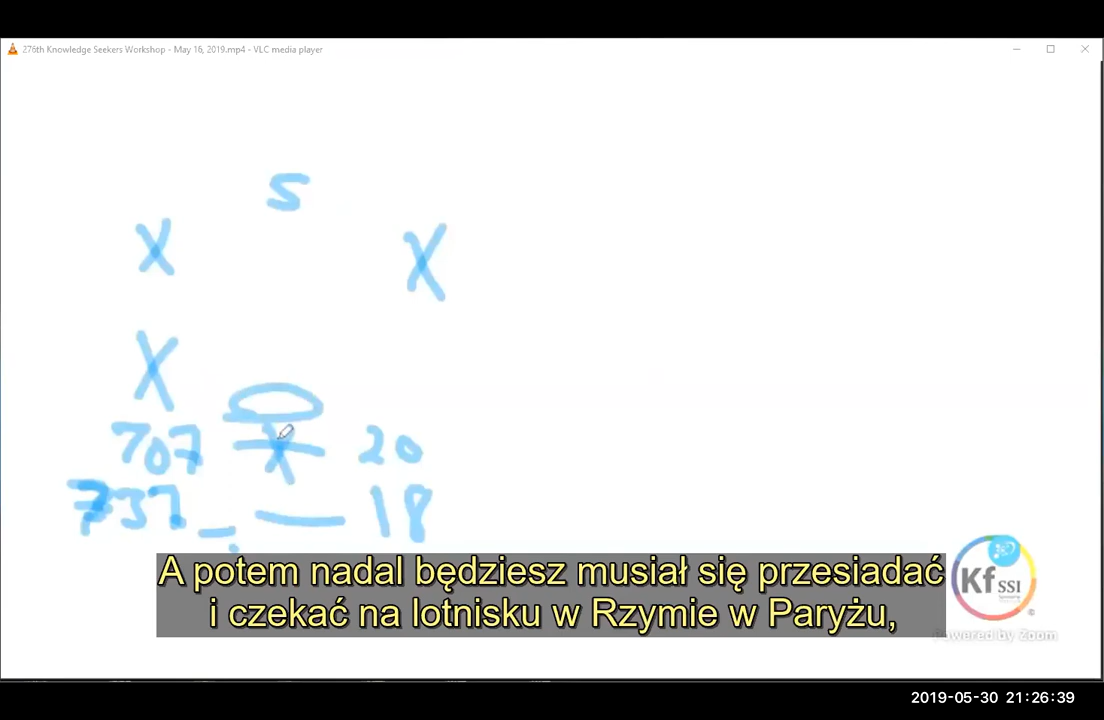 276th Knowledge Seekers Workshop - May 16, 2019.mp4 - VLC media player
S
X X
X
707 X 20
737 18
A potem nadal będziesz musiał się przesiadać
i czekać na lotnisku w Rzymie w Paryżu,
Kf SSI
Powered by Zoom
2019-05-30 21:26:39